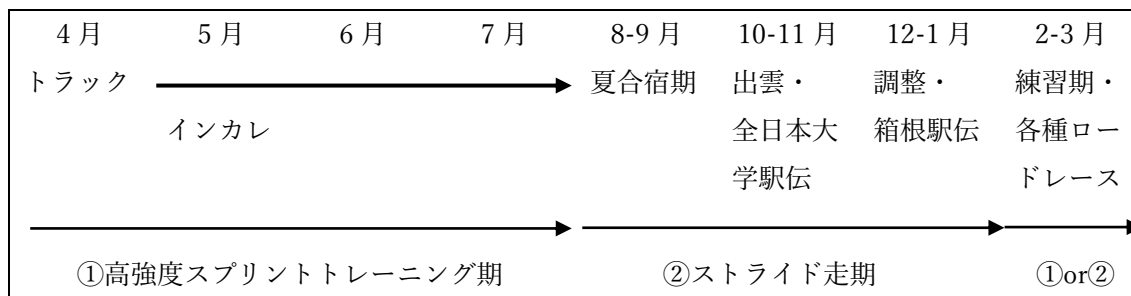 4月 5月 6月 7月 8-9月 10-11月 12-1月 2-3月
トラック 夏合宿期 出雲・ 調整・ 練習期・
インカレ 全日本大 箱根駅伝 各種ロー
学駅伝 ドレース
①高強度スプリントトレーニング期 ②ストライド走期 ①or②